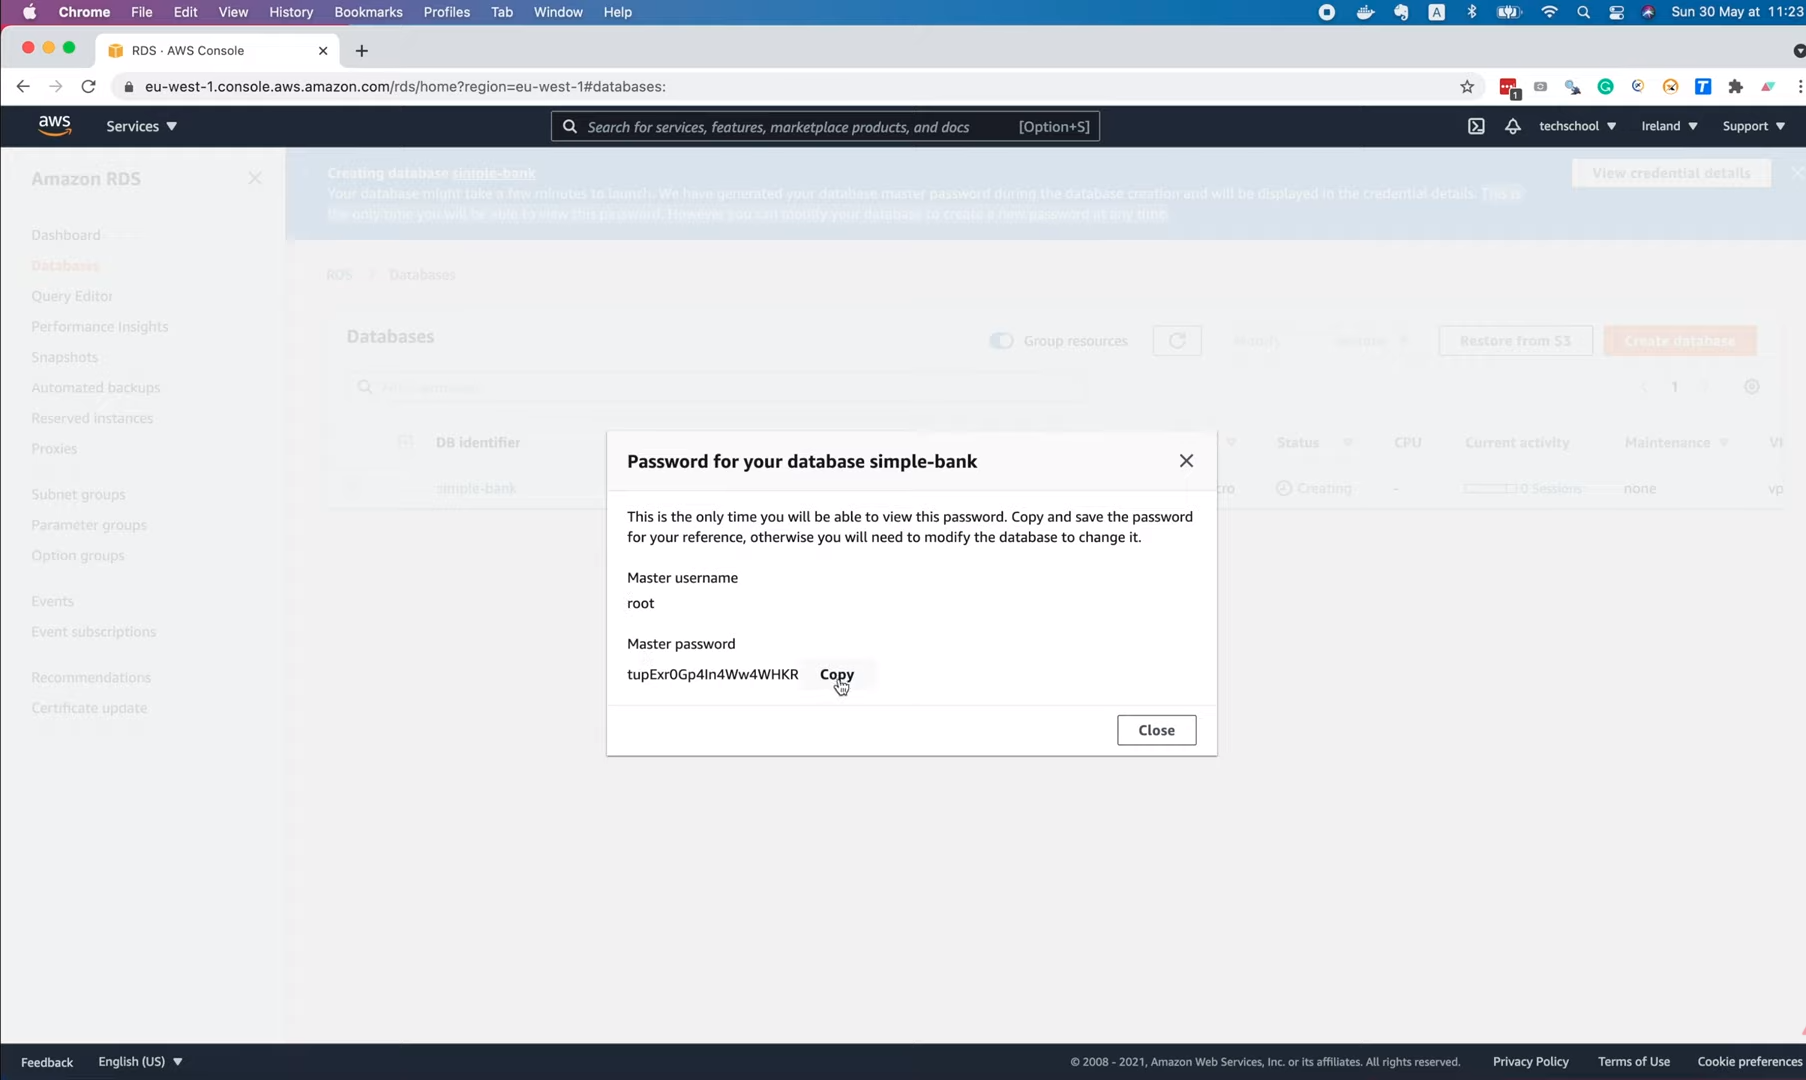 Chrome File Edit View History Bookmarks Profiles Tab Window Help
A
Sun 30 May at 11:23
RDS · AWS Console
eu-west-1.console.aws.amazon.com/rds/home?region=eu-west-1#databases:
1
T
aws
Services
Search for services, features, marketplace products, and docs [Option+S]
techschool
Ireland
Support
Amazon RDS
Dashboard
Databases
Query Editor
Performance Insights
Snapshots
Automated backups
Reserved instances
Proxies
Subnet groups
Parameter groups
Option groups
Events
Event subscriptions
Recommendations
Certificate update
Creating database simple-bank
Your database might take a few minutes to launch. We have generated your database master password during the database creation and will be displayed in the credential details. This is
the only time you will be able to view this password. However you can modify your database to create a new password at any time.
View credential details
RDS Databases
Databases
Group resources
Modify
Restore from S3
Create database
1
DB identifier
Status
CPU
Current activity
Maintenance
simple-bank
cro
Creating
-
0 Sessions
none
vp
Password for your database simple-bank
This is the only time you will be able to view this password. Copy and save the password
for your reference, otherwise you will need to modify the database to change it.
Master username
root
Master password
tupExr0Gp4In4Ww4WHKR
Copy
Close
Feedback English (US)
© 2008 - 2021, Amazon Web Services, Inc. or its affiliates. All rights reserved. Privacy Policy Terms of Use Cookie preferences